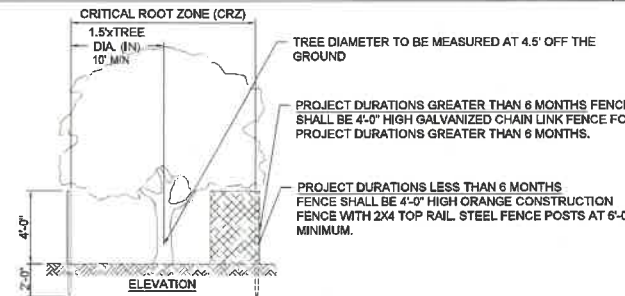 CRITICAL ROOT ZONE (CRZ)
1.5'xTREE
DIA. (IN)
10' MIN
TREE DIAMETER TO BE MEASURED AT 4.5' OFF THE
GROUND
PROJECT DURATIONS GREATER THAN 6 MONTHS FENCE
SHALL BE 4'-0" HIGH GALVANIZED CHAIN LINK FENCE FO
PROJECT DURATIONS GREATER THAN 6 MONTHS.
PROJECT DURATIONS LESS THAN 6 MONTHS
FENCE SHALL BE 4'-0" HIGH ORANGE CONSTRUCTION
FENCE WITH 2X4 TOP RAIL. STEEL FENCE POSTS AT 6'-0
MINIMUM.
4'-0"
2'-0"
ELEVATION